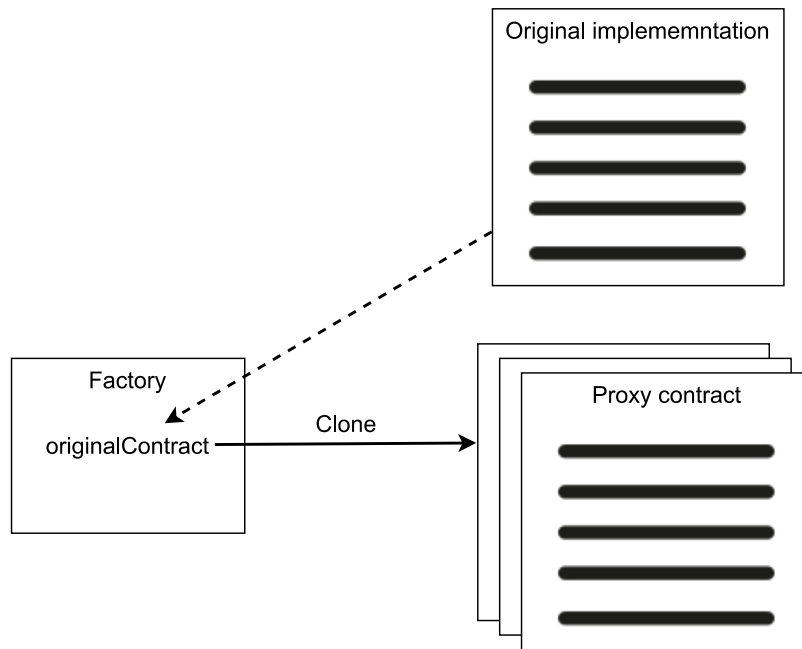 Original implememntation
Factory
originalContract
Clone
Proxy contract